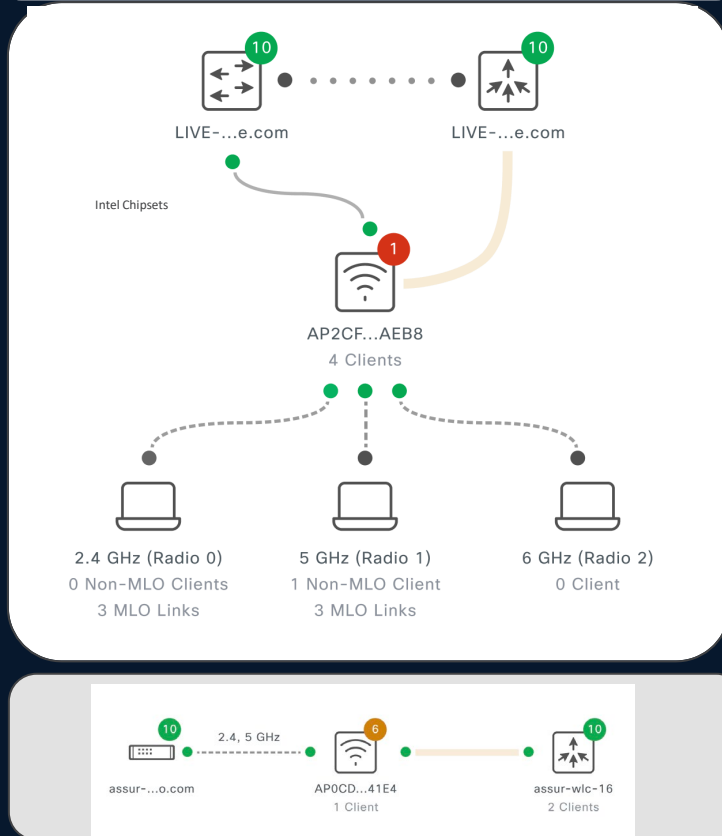 10
10
LIVE-...e.com
LIVE-...e.com
Intel Chipsets
1
AP2CF...AEB8
4 Clients
2.4 GHz (Radio 0)
0 Non-MLO Clients
3 MLO Links
5 GHz (Radio 1)
1 Non-MLO Client
3 MLO Links
6 GHz (Radio 2)
0 Client
10
2.4, 5 GHz
6
10
assur-...o.com
AP0CD...41E4
1 Client
assur-wlc-16
2 Clients